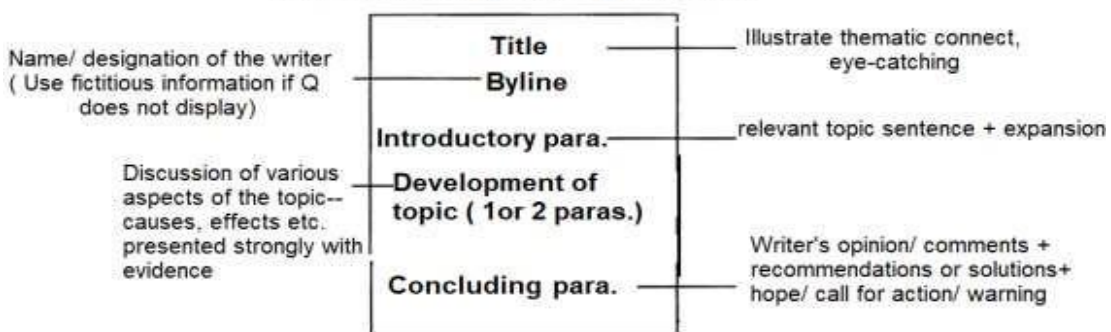 Title
Byline
Introductory para.
Development of
topic ( 1or 2 paras.)
Concluding para.
Name/ designation of the writer
( Use fictitious information if Q
does not display)
Illustrate thematic connect,
eye-catching
relevant topic sentence + expansion
Discussion of various
aspects of the topic--
causes, effects etc.
presented strongly with
evidence
Writer's opinion/ comments +
recommendations or solutions+
hope/ call for action/ warning